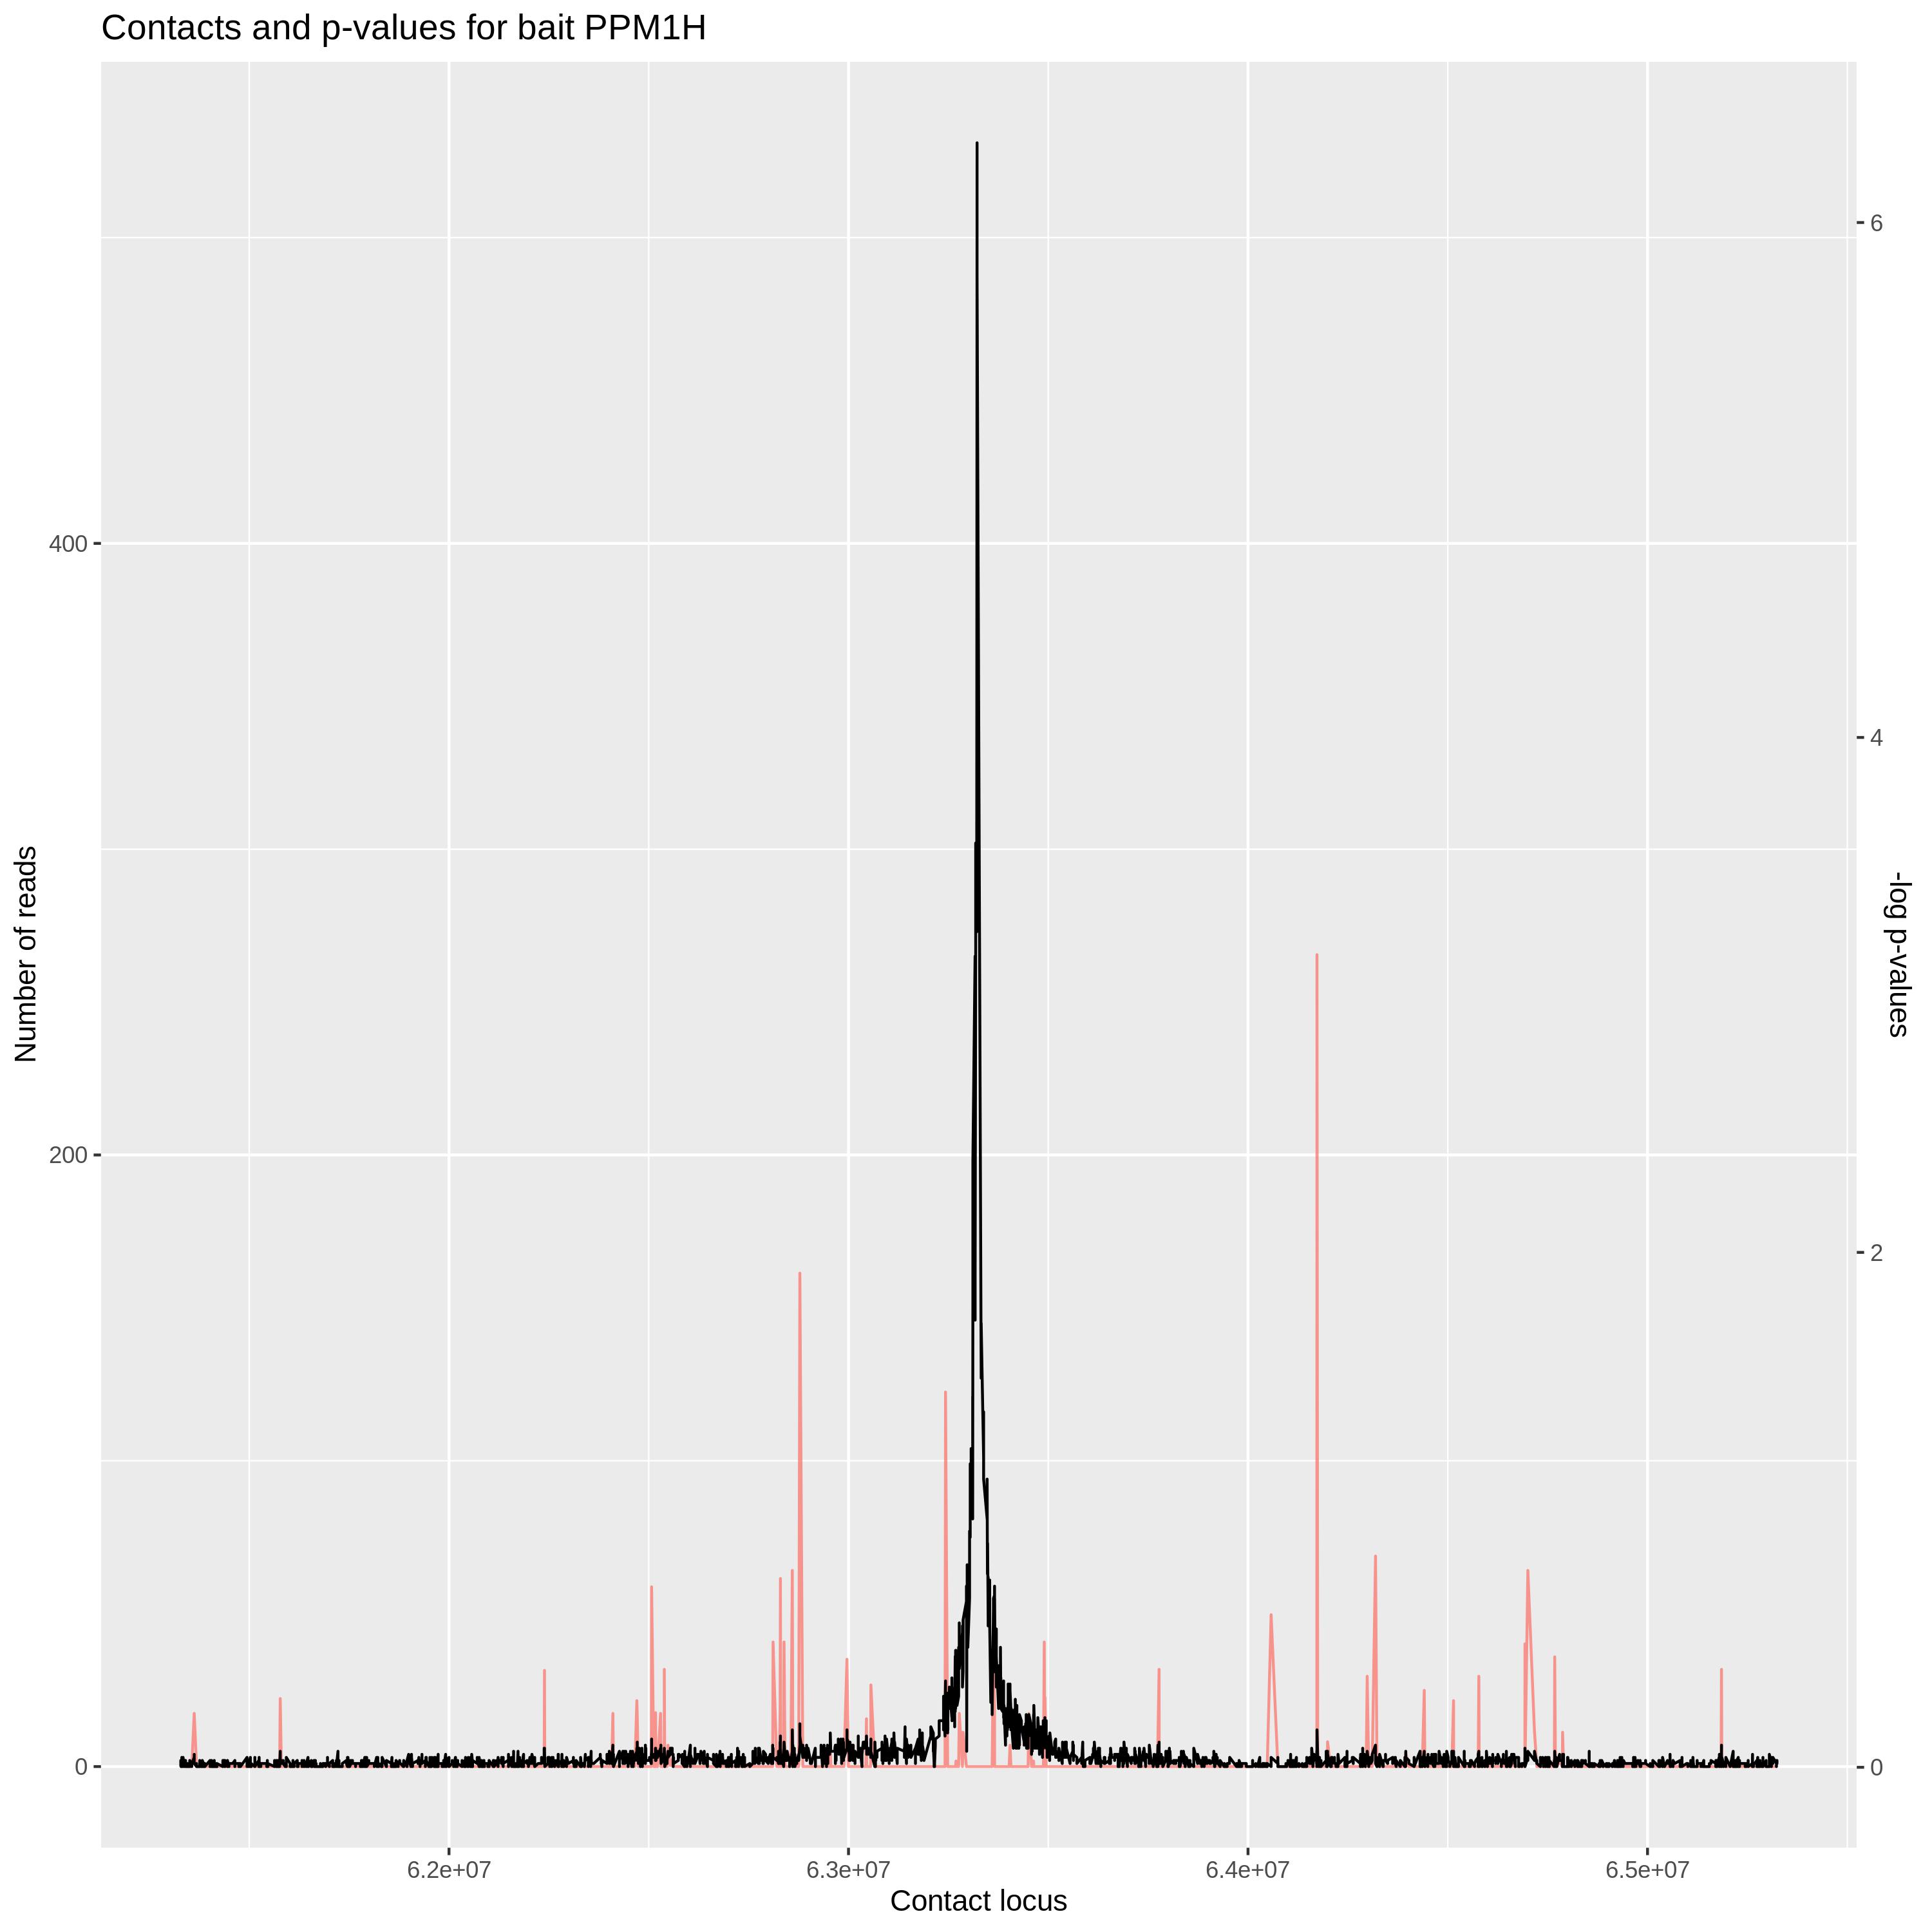 Contacts and p-values for bait PPM1H
Number of reads
400
200
0
6
4
2
0
-log p-values
6.2e+07
6.3e+07
6.4e+07
6.5e+07
Contact locus